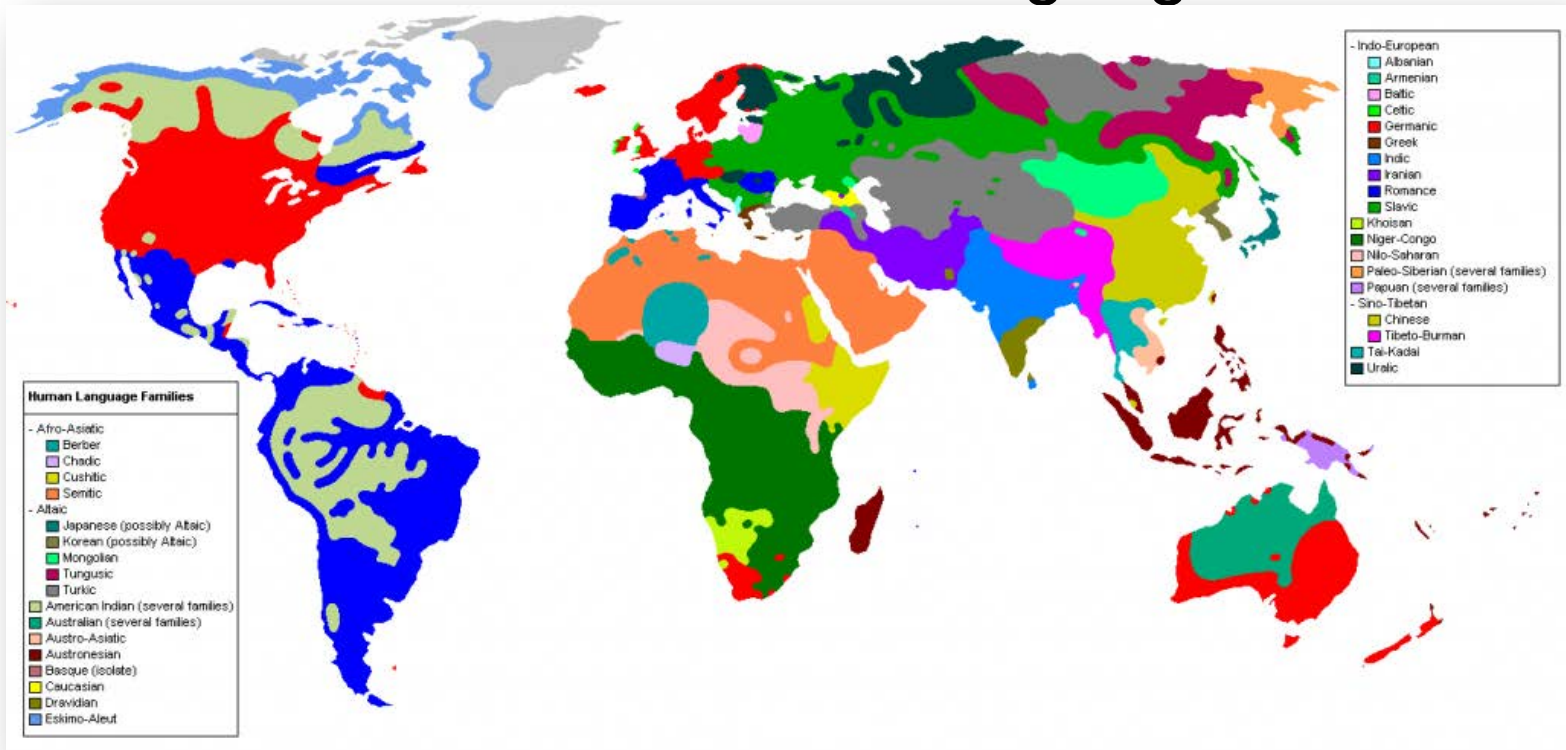 Human Language Families
- Afro-Asiatic
Berber
Chadic
Cushitic
Semitic
- Altaic
Japanese (possibly Altaic)
Korean (possibly Altaic)
Mongolian
Tungusic
Turkic
American Indian (several families)
Australian (several families)
Austro-Asiatic
Austronesian
Basque (isolate)
Caucasian
Dravidian
Eskimo-Aleut
- Indo-European
Albanian
Armenian
Baltic
Celtic
Germanic
Greek
Indic
Iranian
Romance
Slavic
Khoisan
Niger-Congo
Nilo-Saharan
Paleo-Siberian (several families)
Papuan (several families)
- Sino-Tibetan
Chinese
Tibeto-Burman
Tai-Kadai
Uralic